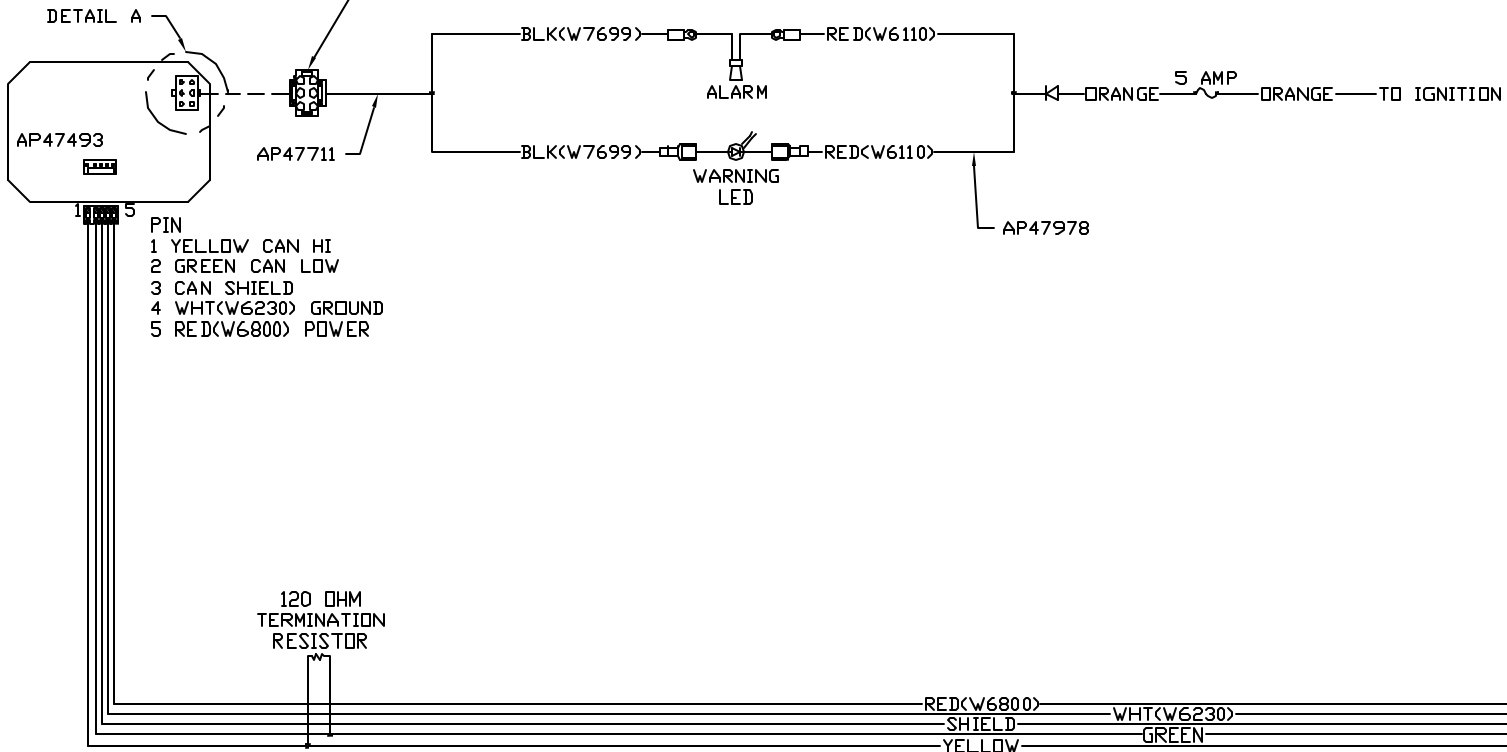 DETAIL A
BLK(W7699)
RED(W6110)
ALARM
5 AMP
ORANGE
ORANGE
TO IGNITION
AP47493
AP47711
BLK(W7699)
RED(W6110)
WARNING
LED
AP47978
1
5
PIN
1 YELLOW CAN HI
2 GREEN CAN LOW
3 CAN SHIELD
4 WHT(W6230) GROUND
5 RED(W6800) POWER
120 OHM
TERMINATION
RESISTOR
RED(W6800)
WHT(W6230)
SHIELD
GREEN
YELLOW